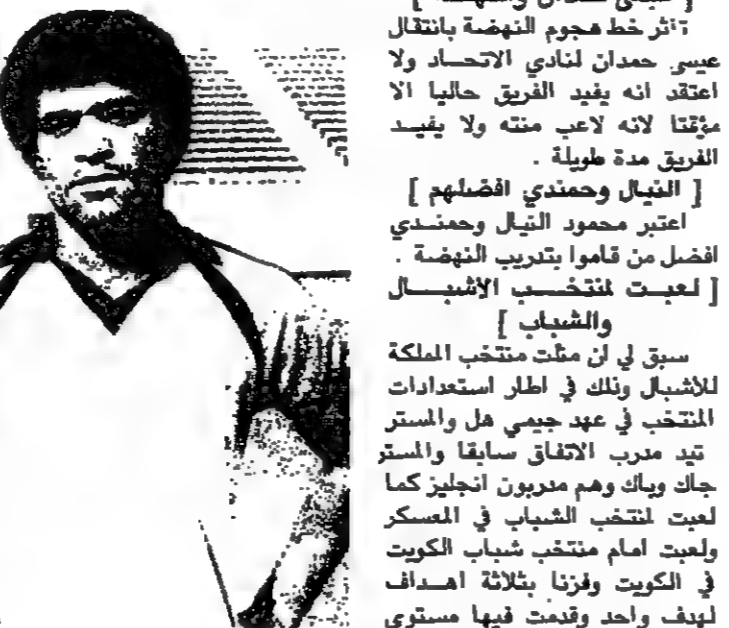 تأثر خط هجوم النهضة بانتقال
عيسى حمدان لنادي الاتحاد ولا
اعتقد انه يفيد الفريق حاليا الا
مؤقتا لانه لاعب منته ولا يفيد
الفريق مدة طويلة .
[ النيال وحمندي افضلهم ]
اعتبر محمود النيال وحمندي
افضل من قاموا بتدريب النهضة .
[ لعبت لمنتخب الاشبال
والشباب ]
سبق لي ان مثلت منتخب المملكة
للأشبال وذلك في اطار استعدادات
المنتخب في عهد جيمي هل والمستر
تيد مدرب الاتفاق سابقا والمستر
جاك وياك وهم مدربون انجليز كما
لعبت لمنتخب الشباب في المعسكر
ولعبت امام منتخب شباب الكويت
في الكويت وفزنا بثلاثة اهداف
لهدف واحد وقدمت فيها مستوى